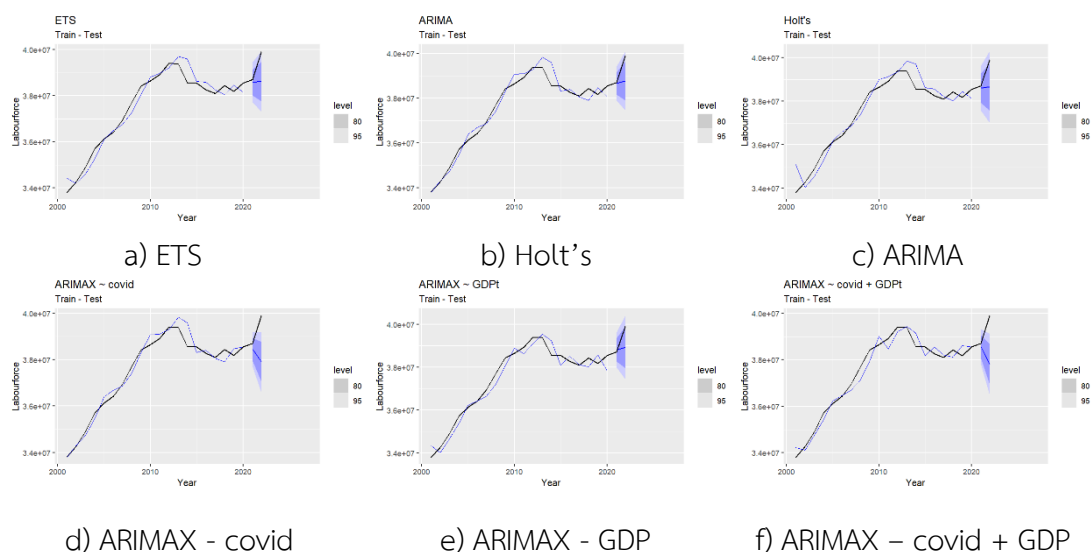 ETS
Train - Test
4.0e+07
3.8e+07
3.6e+07
3.4e+07
Labourforce
2000
2010
2020
Year
level
80
95
a) ETS
ARIMA
Train - Test
4.0e+07
3.8e+07
3.6e+07
3.4e+07
Labourforce
2000
2010
2020
Year
level
80
95
b) Holt’s
Holt's
Train - Test
4.0e+07
3.8e+07
3.6e+07
3.4e+07
Labourforce
2000
2010
2020
Year
level
80
95
c) ARIMA
ARIMAX ~ covid
Train - Test
4.0e+07
3.8e+07
3.6e+07
3.4e+07
Labourforce
2000
2010
2020
Year
level
80
95
d) ARIMAX - covid
ARIMAX ~ GDPt
Train - Test
4.0e+07
3.8e+07
3.6e+07
3.4e+07
Labourforce
2000
2010
2020
Year
level
80
95
e) ARIMAX - GDP
ARIMAX ~ covid + GDPt
Train - Test
4.0e+07
3.8e+07
3.6e+07
3.4e+07
Labourforce
2000
2010
2020
Year
level
80
95
f) ARIMAX – covid + GDP